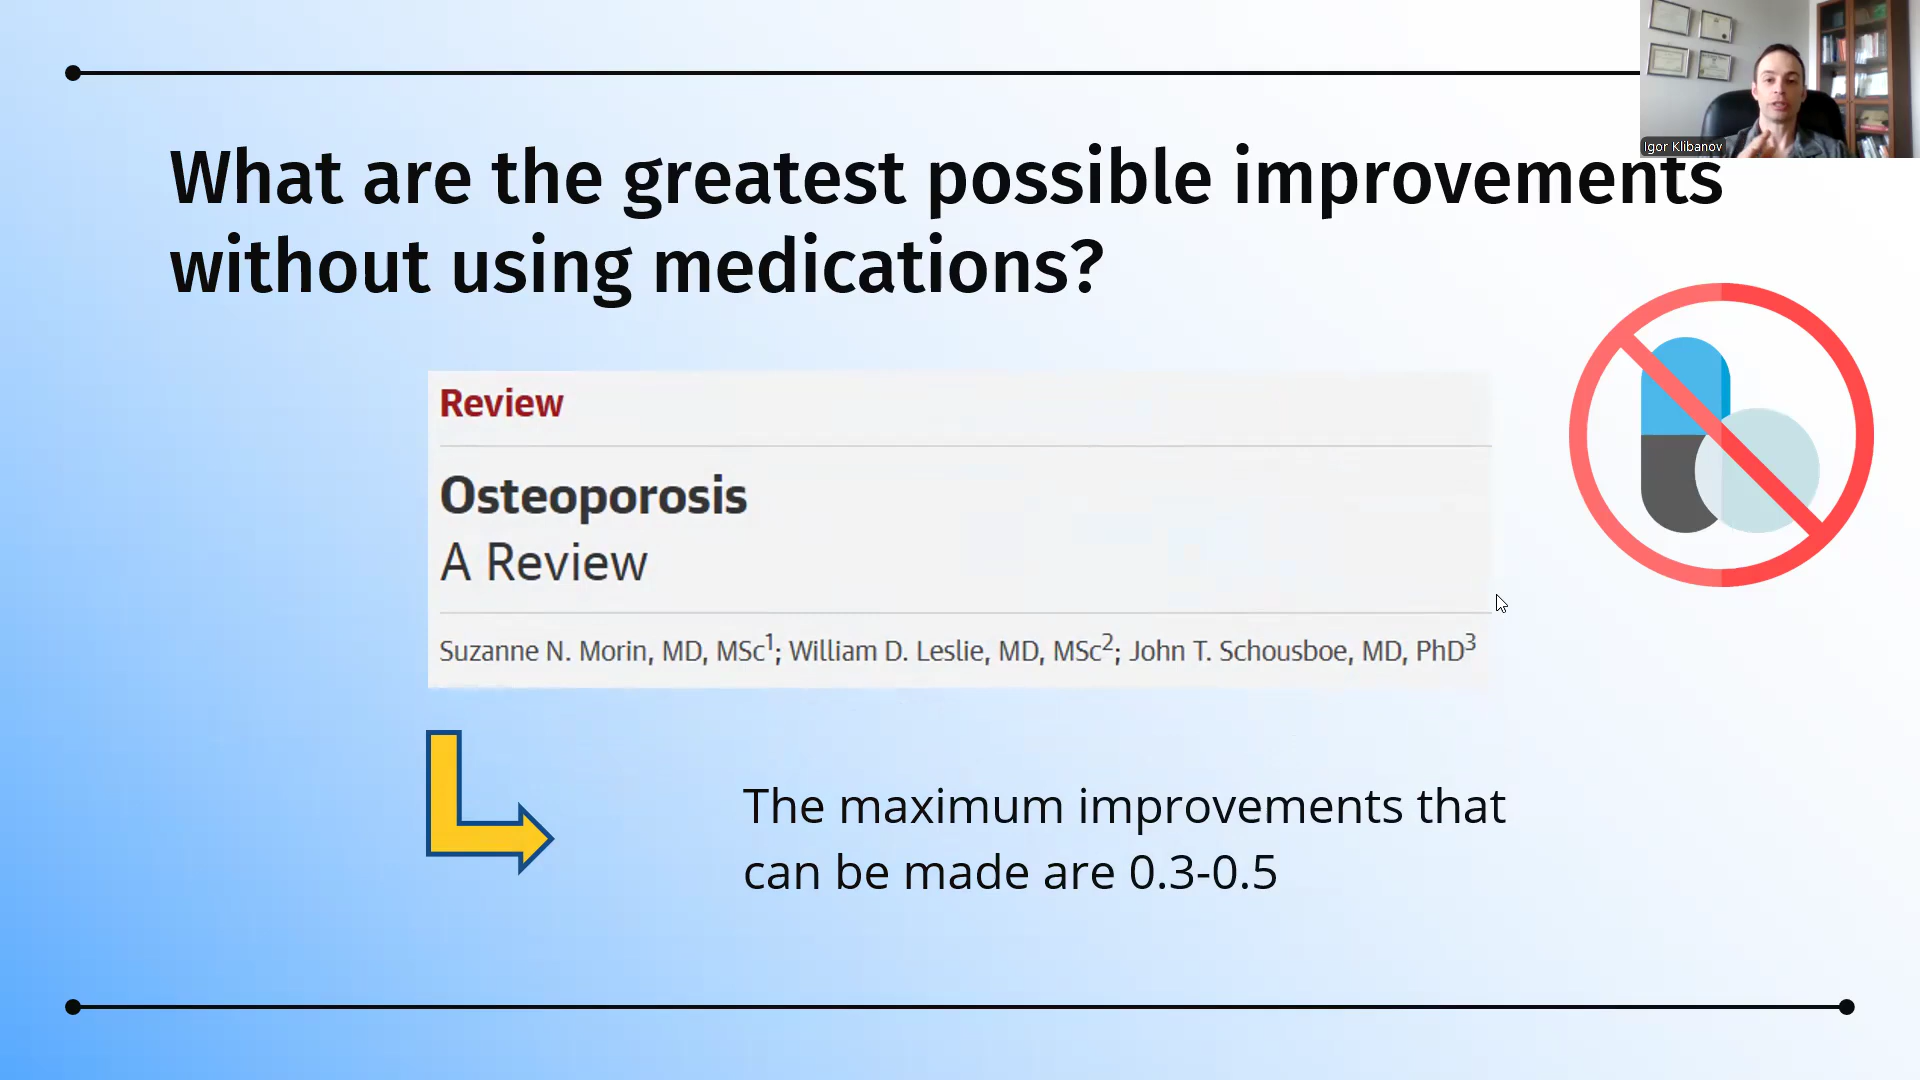 Igor Klibanov
What are the greatest possible improvements
without using medications?
Review
Osteoporosis
A Review
Suzanne N. Morin, MD, MSc1; William D. Leslie, MD, MSc2; John T. Schousboe, MD, PhD3
The maximum improvements that
can be made are 0.3-0.5